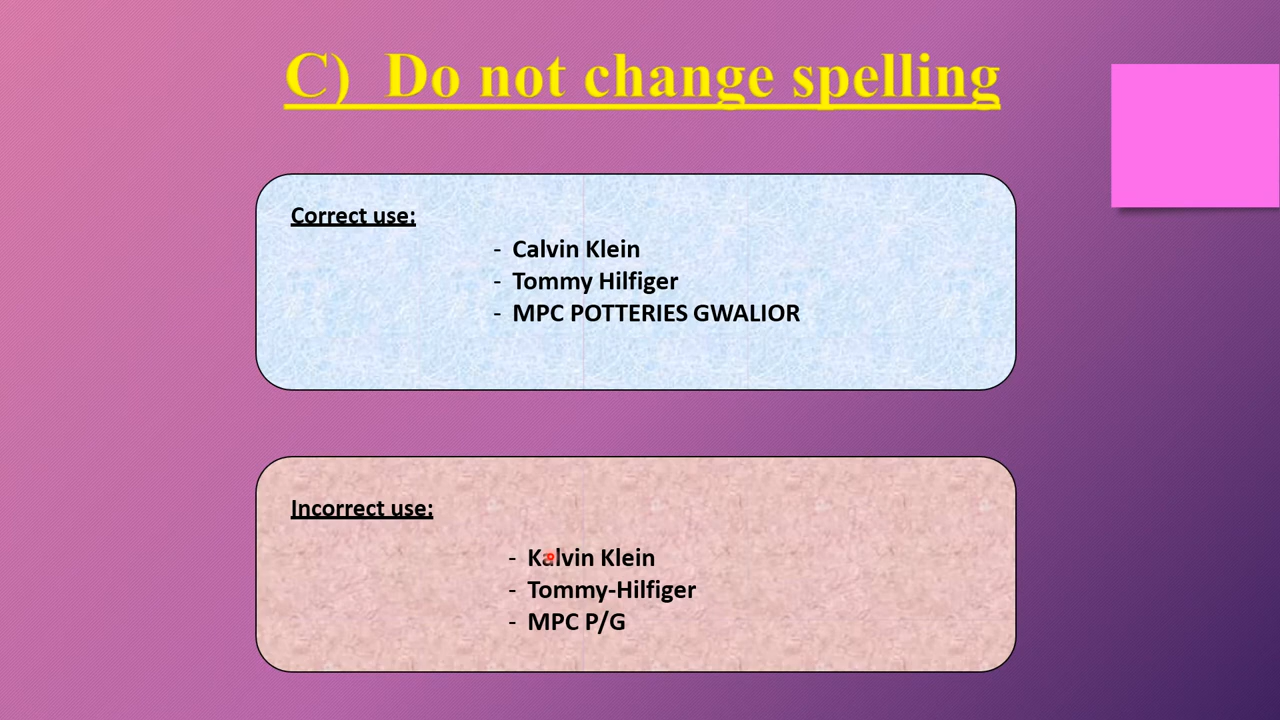 C) Do not change spelling
Correct use:
- Calvin Klein
- Tommy Hilfiger
- MPC POTTERIES GWALIOR
Incorrect use:
- Kalvin Klein
- Tommy-Hilfiger
- MPC P/G